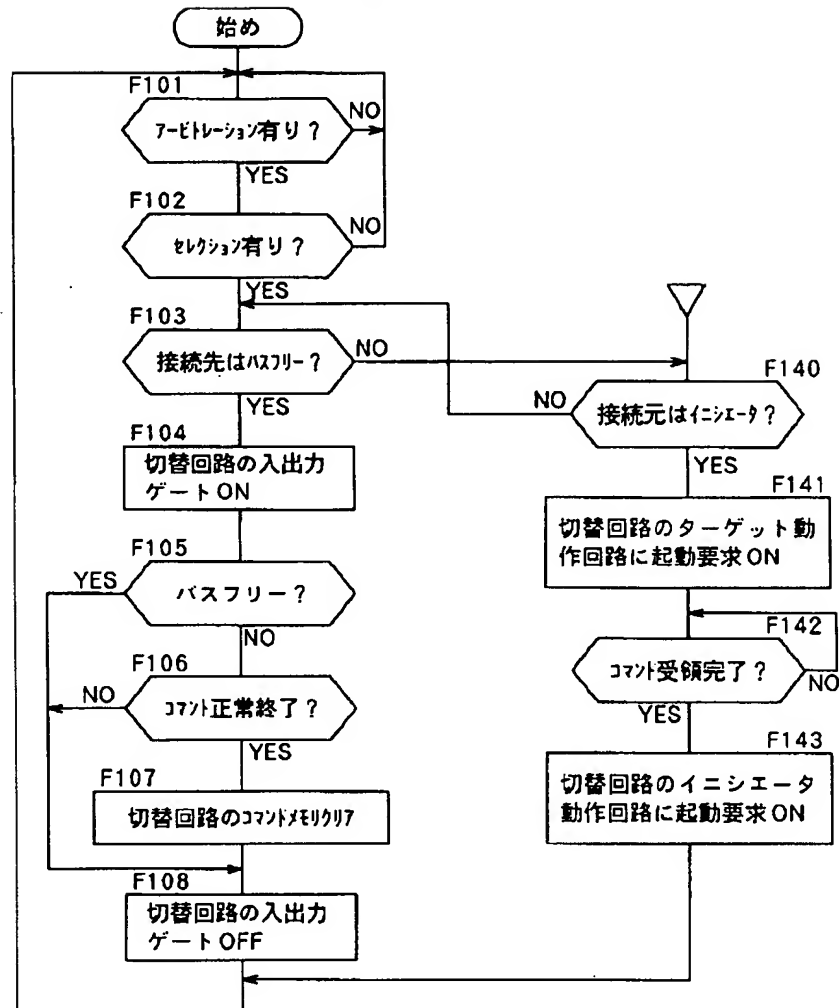 始め
F101
アービトレーション有り？
NO
YES
F102
セレクション有り？
NO
YES
F103
接続先はバスフリー？
NO
YES
F104
切替回路の入出力
ゲートON
F105
バスフリー？
YES
NO
F106
コマンド正常終了？
NO
YES
F107
切替回路のコマンドメモリクリア
F108
切替回路の入出力
ゲートOFF
F140
接続元はイニシエータ？
NO
YES
F141
切替回路のターゲット動
作回路に起動要求ON
F142
コマンド受領完了？
NO
YES
F143
切替回路のイニシエータ
動作回路に起動要求ON